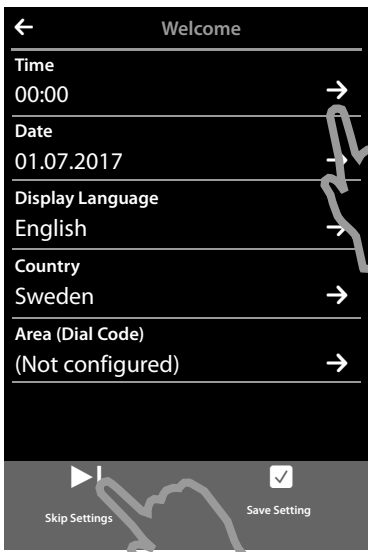 Welcome
Time
00:00
Date
01.07.2017
Display Language
English
Country
Sweden
Area (Dial Code)
(Not configured)
Skip Settings
Save Setting